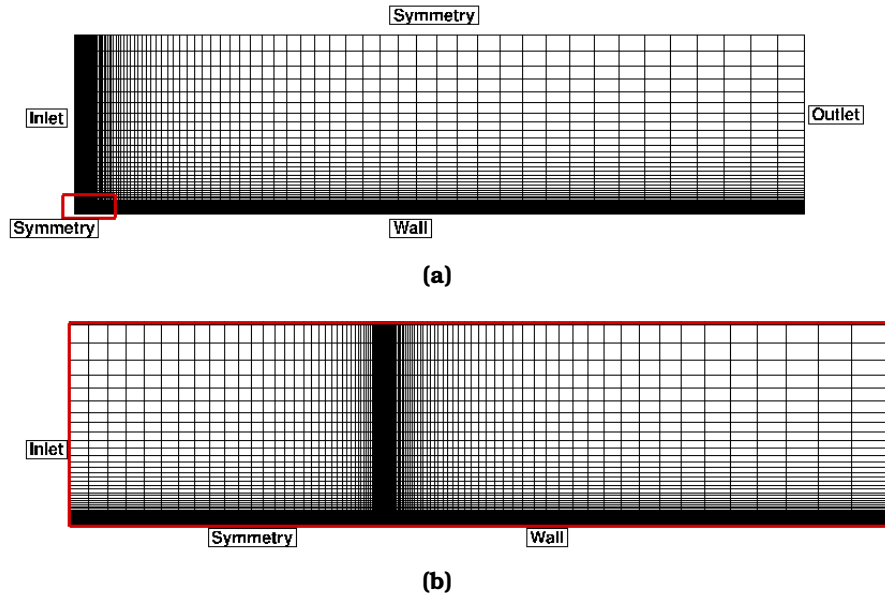 Symmetry
Inlet
Outlet
Symmetry
Wall
(a)
Inlet
Symmetry
Wall
(b)